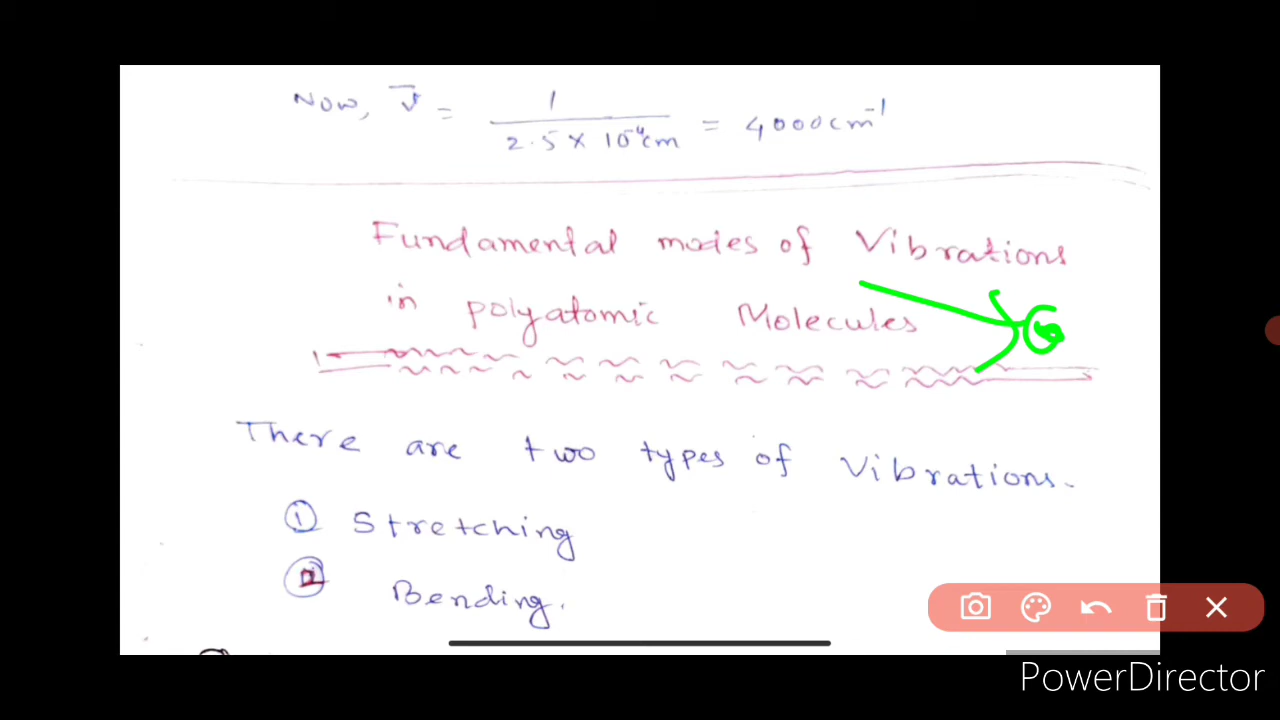 Now, ν̅ = 1 / 2.5 × 10⁻⁴cm = 4000cm⁻¹
Fundamental modes of Vibrations
in polyatomic Molecules
There are two types of Vibrations.
① Stretching
② Bending.
PowerDirector